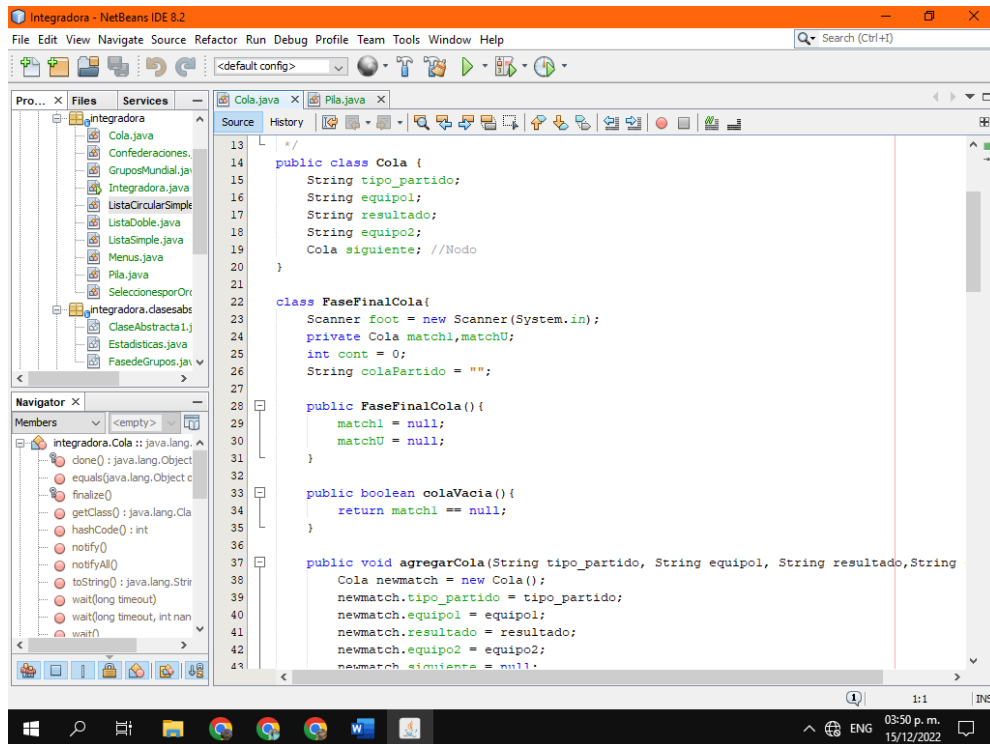 Integradora - NetBeans IDE 8.2
File Edit View Navigate Source Refactor Run Debug Profile Team Tools Window Help
Search (Ctrl+I)
<default config>
Pro... Files Services
Cola.java Pila.java
Source History
integradora
Cola.java
Confederaciones.
GruposMundial.jav
Integradora.java
ListaCircularSimple
ListaDoble.java
ListaSimple.java
Menus.java
Pila.java
SeleccionesporOrd
integradora.clasesabs
ClaseAbstracta1.j
Estadisticas.java
FasedeGrupos.jav
Navigator
Members <empty>
integradora.Cola :: java.lang.
clone() : java.lang.Object
equals(java.lang.Object o
finalize()
getClass() : java.lang.Cla
hashCode() : int
notify()
notifyAll()
toString() : java.lang.Strin
wait(long timeout)
wait(long timeout, int nan
wait()
13 */
14 public class Cola {
15 String tipo_partido;
16 String equipo1;
17 String resultado;
18 String equipo2;
19 Cola siguiente; //Nodo
20 }
21
22 class FaseFinalCola{
23 Scanner foot = new Scanner(System.in);
24 private Cola match1,matchU;
25 int cont = 0;
26 String colaPartido = "";
27
28 public FaseFinalCola(){
29 match1 = null;
30 matchU = null;
31 }
32
33 public boolean colaVacia(){
34 return match1 == null;
35 }
36
37 public void agregarCola(String tipo_partido, String equipo1, String resultado,String
38 Cola newmatch = new Cola();
39 newmatch.tipo_partido = tipo_partido;
40 newmatch.equipo1 = equipo1;
41 newmatch.resultado = resultado;
42 newmatch.equipo2 = equipo2;
43 newmatch.siguiente = null;
1 1:1 INS
ENG
03:50 p. m.
15/12/2022